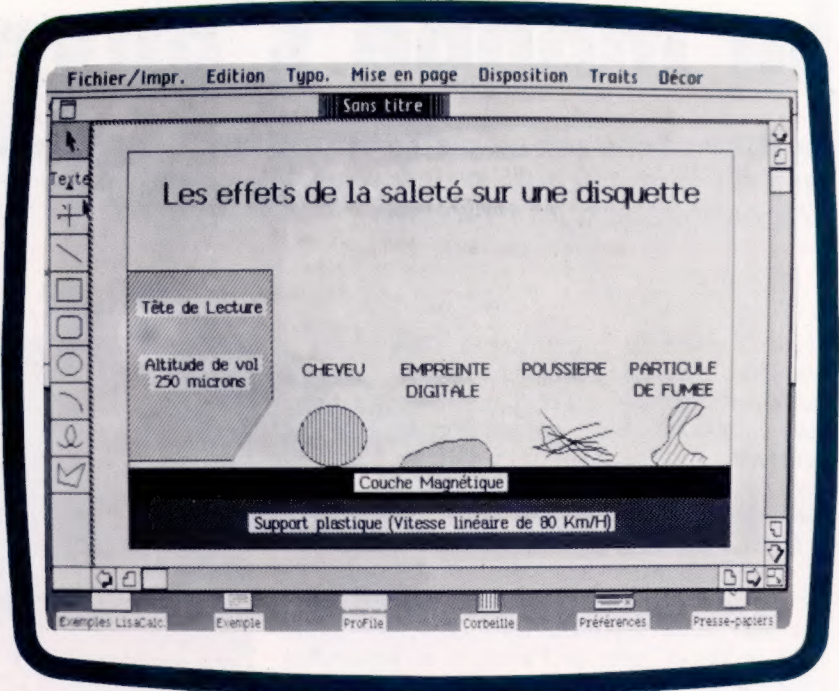 Fichier/Impr. Edition Typo. Mise en page Disposition Traits Décor
Sans titre
Texte
Les effets de la saleté sur une disquette
Tête de Lecture
Altitude de vol
250 microns
CHEVEU
EMPREINTE
DIGITALE
POUSSIERE
PARTICULE
DE FUMEE
Couche Magnétique
Support plastique (Vitesse linéaire de 80 Km/H)
Exemples LisaCalc. Exemple ProFile Corbeille Préférences Presse-papiers